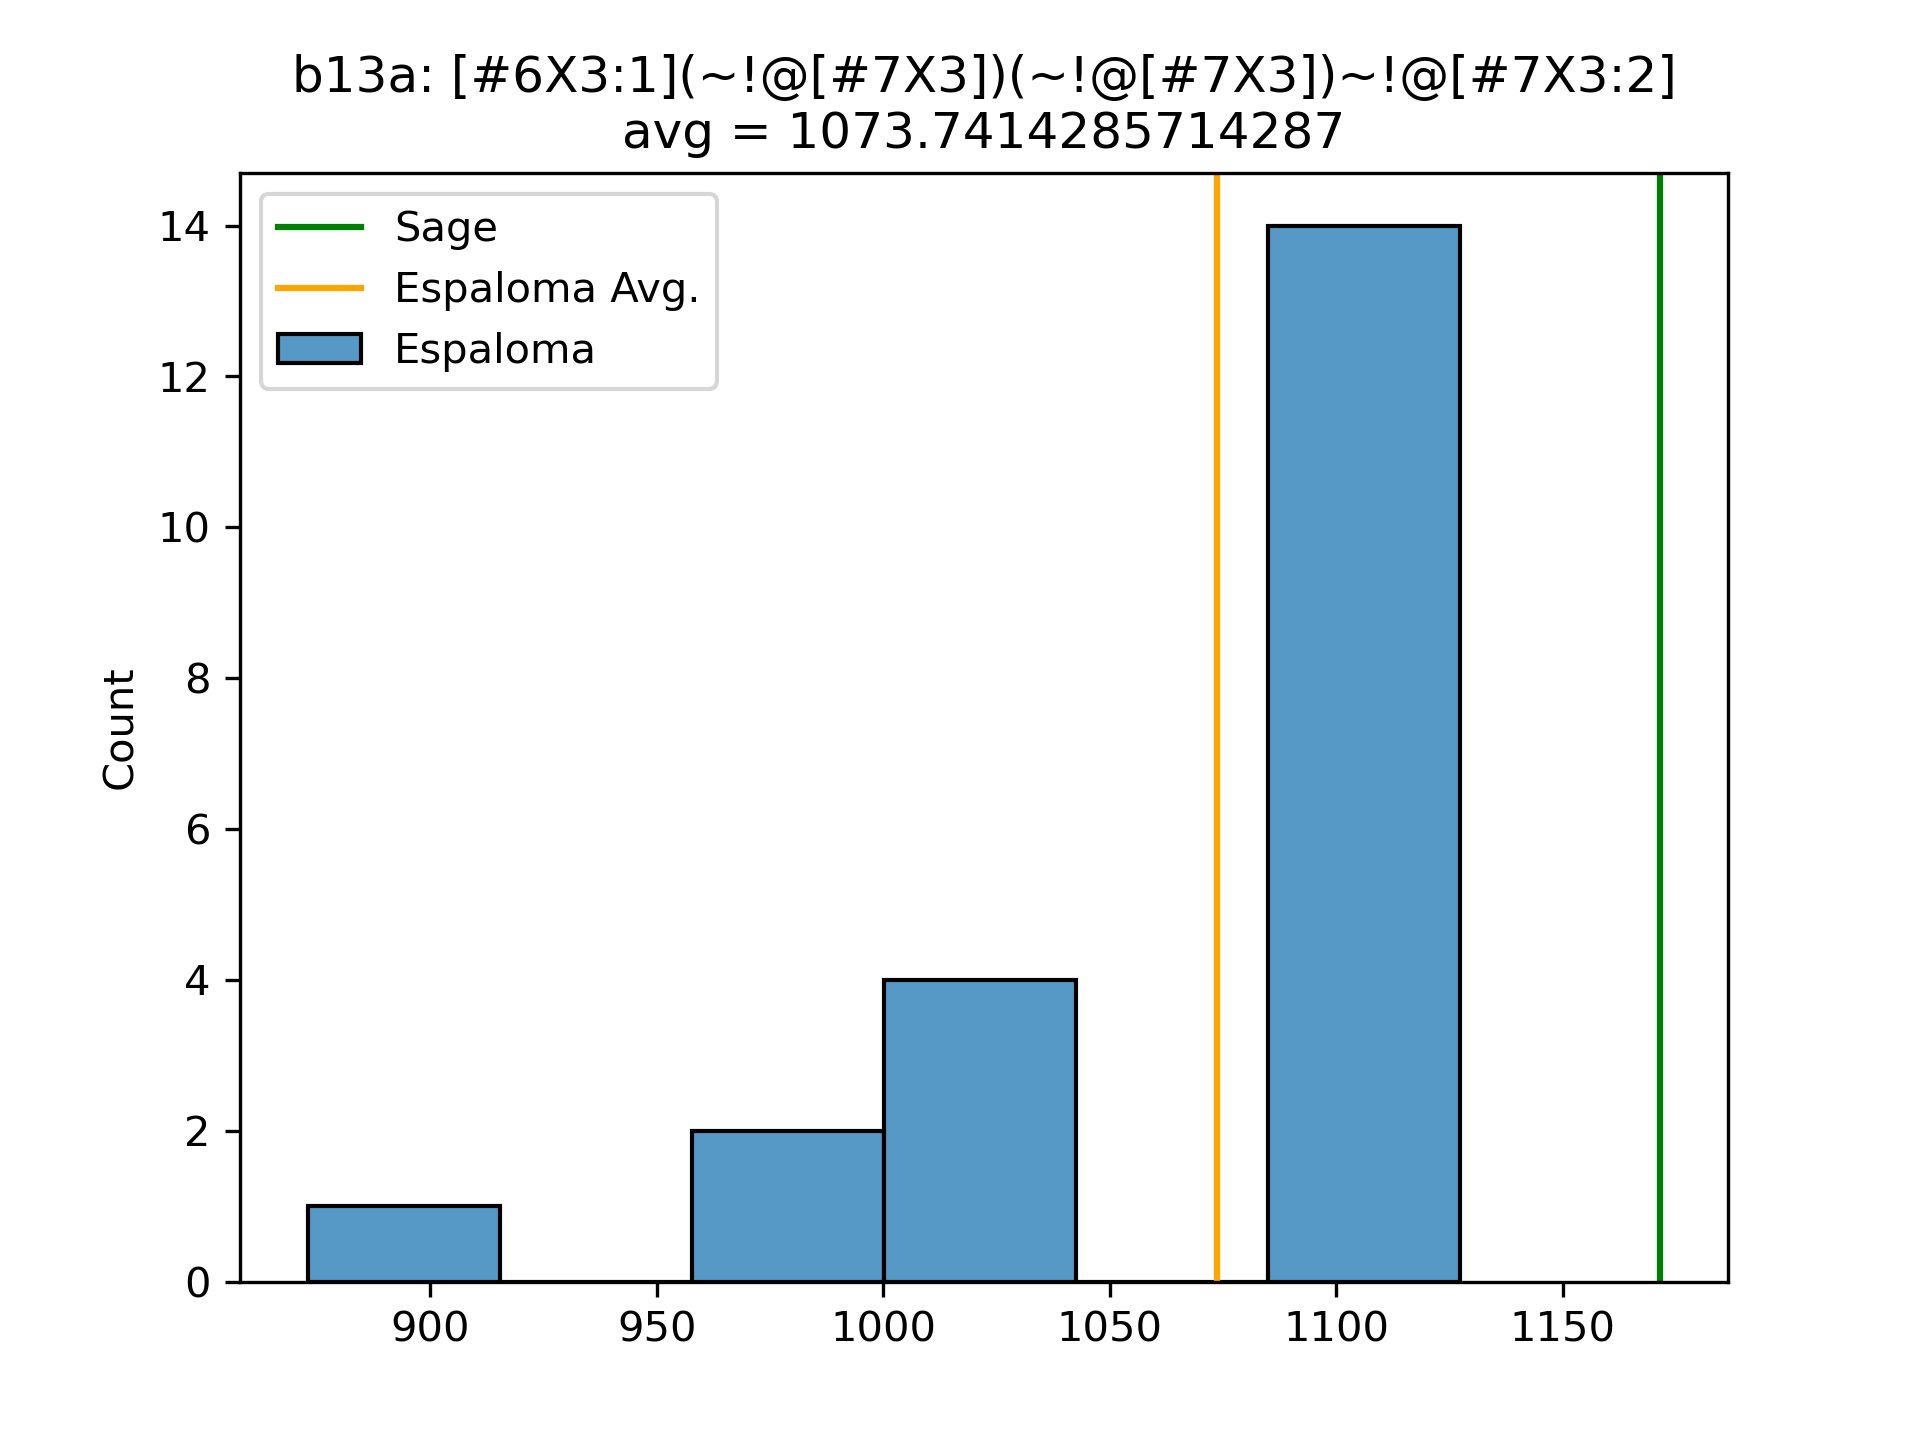 b13a: [#6X3:1](~!@[#7X3])(~!@[#7X3])~!@[#7X3:2]
avg = 1073.7414285714287
Sage
Espaloma Avg.
Espaloma
Count
14
12
10
8
6
4
2
0
900 950 1000 1050 1100 1150